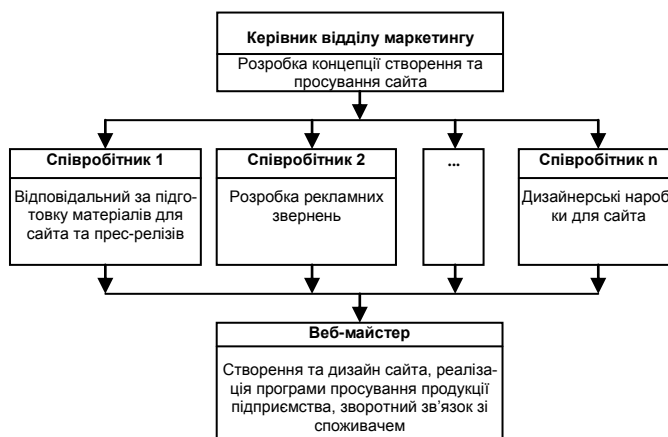 Керівник відділу маркетингу
Розробка концепції створення та
просування сайта
Співробітник 1
Відповідальний за підго-
товку матеріалів для
сайта та прес-релізів
Співробітник 2
Розробка рекламних
звернень
...
Співробітник n
Дизайнерські нароб
ки для сайта
Веб-майстер
Створення та дизайн сайта, реаліза-
ція програми просування продукції
підприємства, зворотний зв'язок зі
споживачем